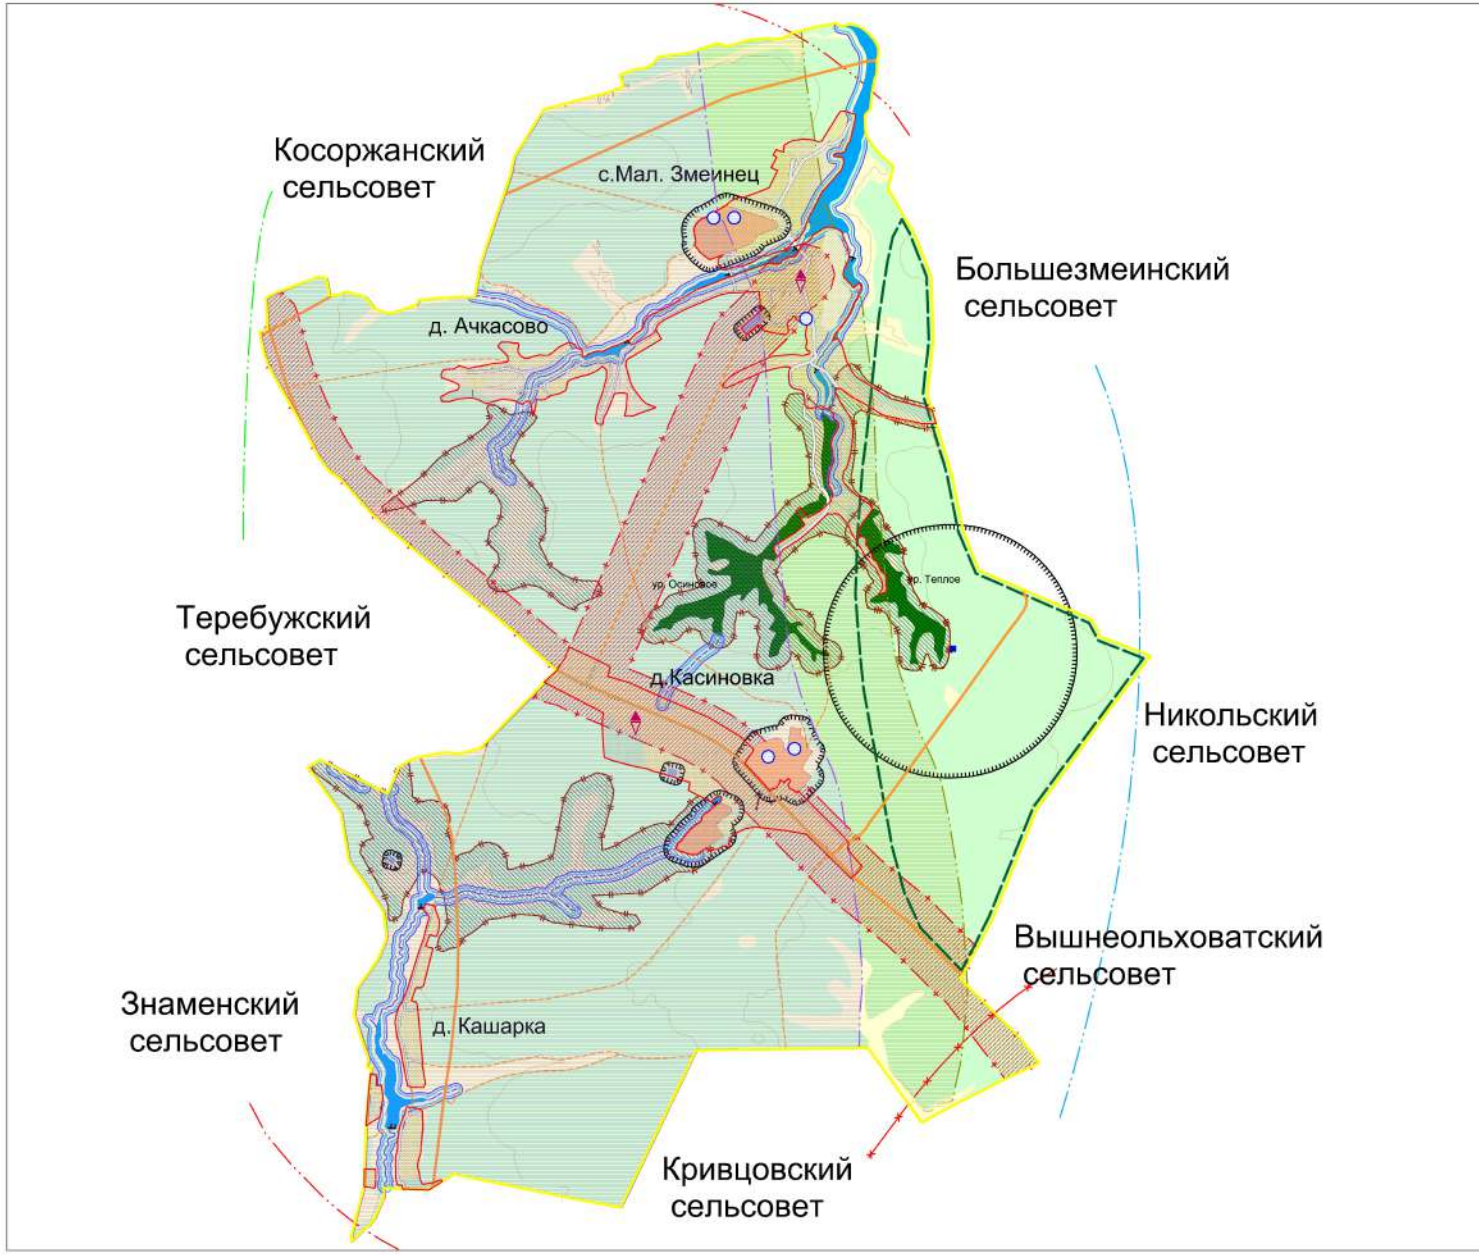 Косоржанский
сельсовет
с.Мал. Змеинец
Большезмеинский
сельсовет
д. Ачкасово
ур. Осиновое
ур. Теплое
Теребужский
сельсовет
д.Касиновка
Никольский
сельсовет
Вышнеольховатский
сельсовет
Знаменский
сельсовет
д. Кашарка
Кривцовский
сельсовет